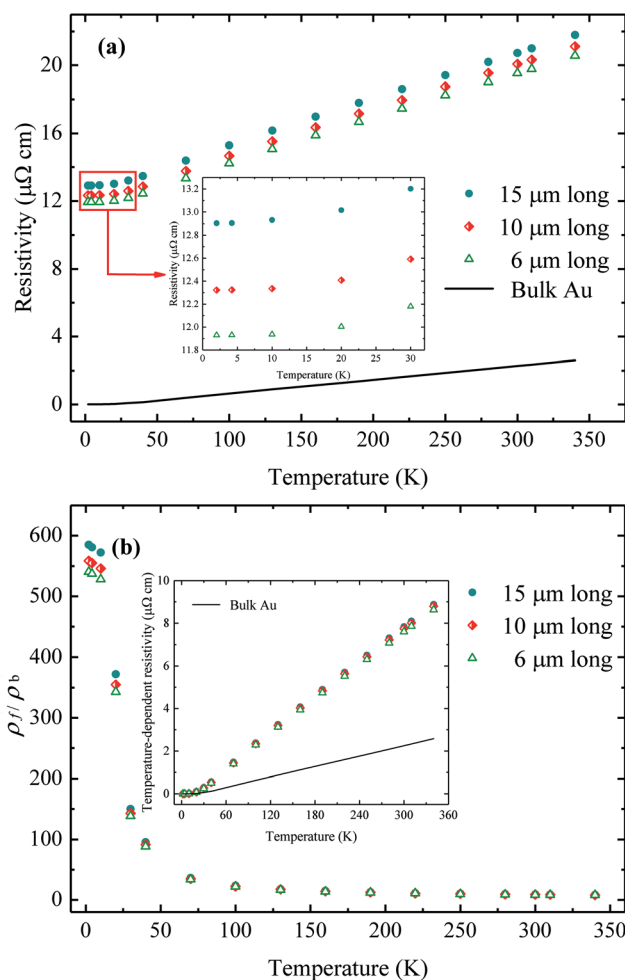 (a)
20
16
12
8
4
0
Resistivity (μΩ cm)
0 50 100 150 200 250 300 350
Temperature (K)
15 μm long
10 μm long
6 μm long
Bulk Au
13.2
13.0
12.8
12.6
12.4
12.2
12.0
11.8
Resistivity (μΩ cm)
0 5 10 15 20 25 30
Temperature (K)
(b)
600
500
400
300
200
100
0
ρf/ρb
0 50 100 150 200 250 300 350
Temperature (K)
15 μm long
10 μm long
6 μm long
Bulk Au
10
8
6
4
2
0
Temperature-dependent resistivity (μΩ cm)
0 60 120 180 240 300 360
Temperature (K)